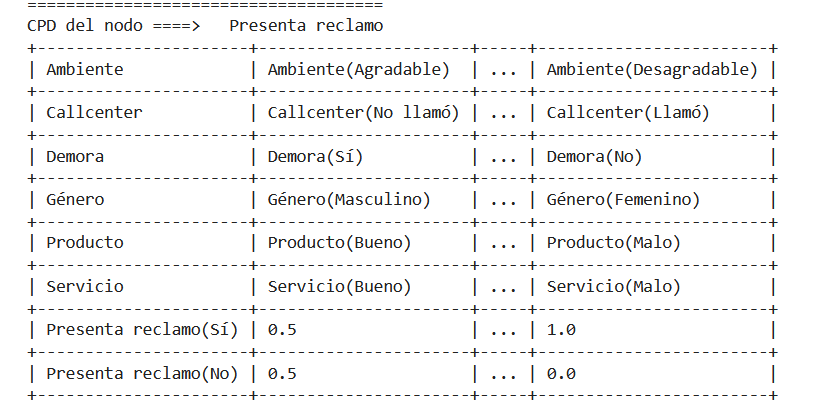 =====================================
CPD del nodo ====>   Presenta reclamo
+----------------------+----------------------+-----+------------------------+
| Ambiente             | Ambiente(Agradable)  | ... | Ambiente(Desagradable) |
+----------------------+----------------------+-----+------------------------+
| Callcenter           | Callcenter(No llamó) | ... | Callcenter(Llamó)      |
+----------------------+----------------------+-----+------------------------+
| Demora               | Demora(Sí)           | ... | Demora(No)             |
+----------------------+----------------------+-----+------------------------+
| Género               | Género(Masculino)    | ... | Género(Femenino)       |
+----------------------+----------------------+-----+------------------------+
| Producto             | Producto(Bueno)      | ... | Producto(Malo)         |
+----------------------+----------------------+-----+------------------------+
| Servicio             | Servicio(Bueno)      | ... | Servicio(Malo)         |
+----------------------+----------------------+-----+------------------------+
| Presenta reclamo(Sí) | 0.5                  | ... | 1.0                    |
+----------------------+----------------------+-----+------------------------+
| Presenta reclamo(No) | 0.5                  | ... | 0.0                    |
+----------------------+----------------------+-----+------------------------+